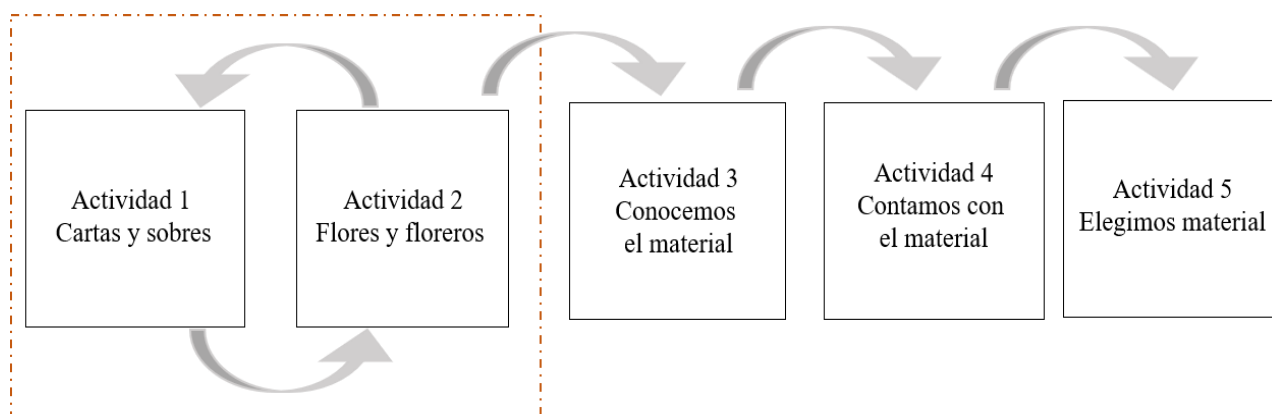 Actividad 1
Cartas y sobres
Actividad 2
Flores y floreros
Actividad 3
Conocemos
el material
Actividad 4
Contamos con
el material
Actividad 5
Elegimos material